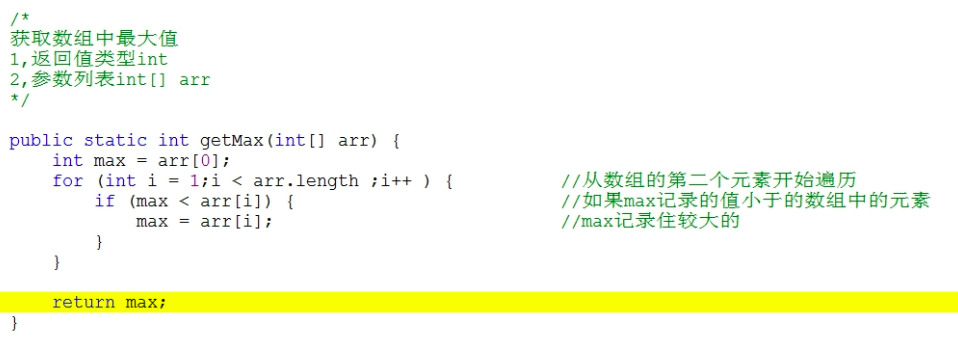 /*
获取数组中最大值
1,返回值类型int
2,参数列表int[] arr
*/
public static int getMax(int[] arr) {
    int max = arr[0];
    for (int i = 1;i < arr.length ;i++ ) {          //从数组的第二个元素开始遍历
        if (max < arr[i]) {                         //如果max记录的值小于的数组中的元素
            max = arr[i];                           //max记录住较大的
        }
    }
    return max;
}